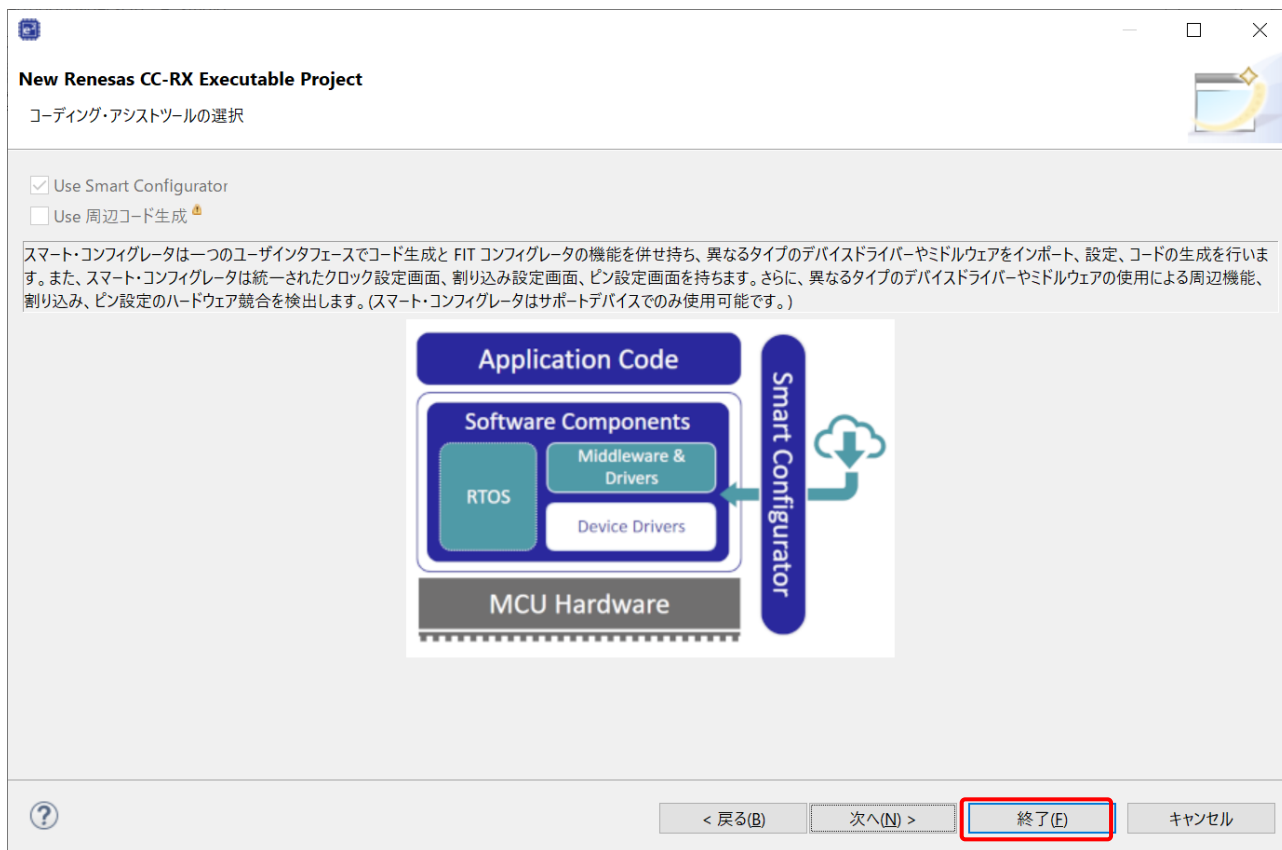 New Renesas CC-RX Executable Project
コーディング・アシストツールの選択
Use Smart Configurator
Use 周辺コード生成
スマート・コンフィグレータは一つのユーザインタフェースでコード生成と FIT コンフィグレータの機能を併せ持ち、異なるタイプのデバイスドライバーやミドルウェアをインポート、設定、コードの生成を行いま
す。また、スマート・コンフィグレータは統一されたクロック設定画面、割り込み設定画面、ピン設定画面を持ちます。さらに、異なるタイプのデバイスドライバーやミドルウェアの使用による周辺機能、
割り込み、ピン設定のハードウェア競合を検出します。(スマート・コンフィグレータはサポートデバイスでのみ使用可能です。)
Application Code
Software Components
RTOS
Middleware &
Drivers
Device Drivers
MCU Hardware
Smart Configurator
< 戻る(B)
次へ(N) >
終了(F)
キャンセル